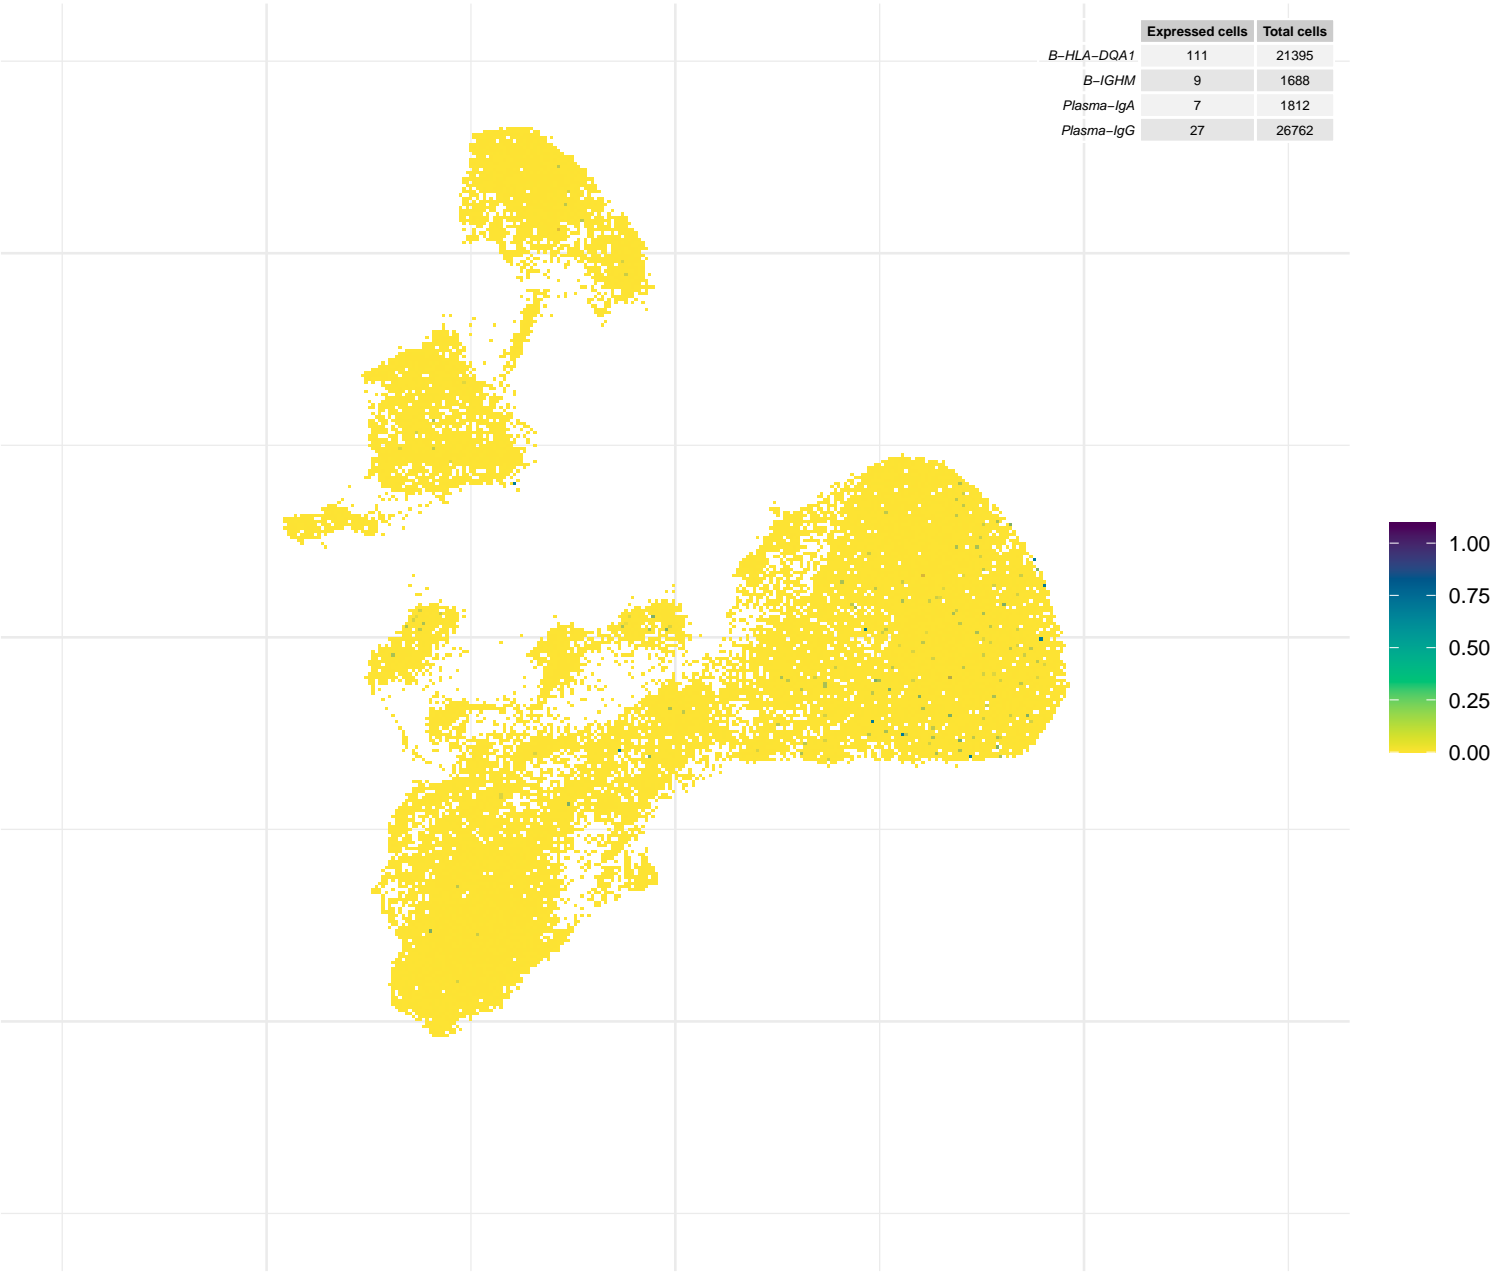 Expressed cells Total cells
B−HLA−DQA1 111 21395
B−IGHM 9 1688
Plasma−IgA 7 1812
Plasma−IgG 27 26762
1.00
0.75
0.50
0.25
0.00